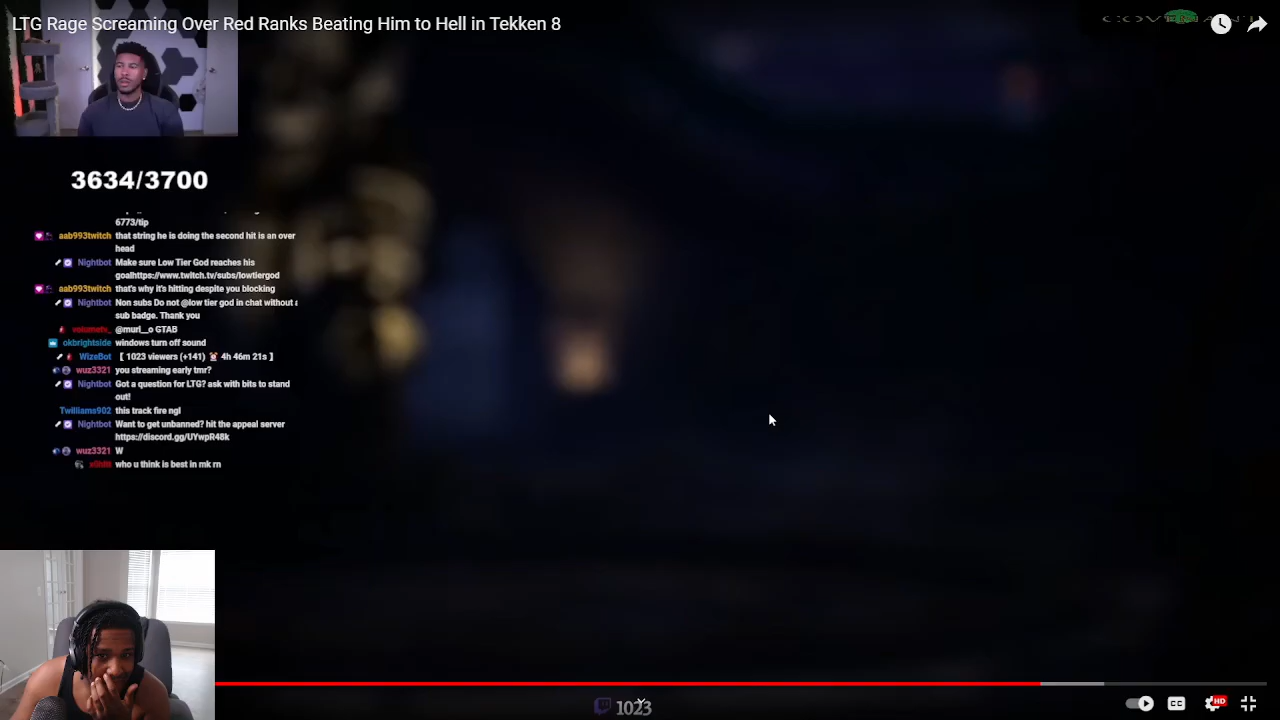 LTG Rage Screaming Over Red Ranks Beating Him to Hell in Tekken 8
3634/3700
6773/tip
aab993twitch that string he is doing the second hit is an over
head
Nightbot Make sure Low Tier God reaches his
goalhttps://www.twitch.tv/subs/lowtiergod
aab993twitch that's why it's hitting despite you blocking
Nightbot Non subs Do not @low tier god in chat without a
sub badge. Thank you
@murl__o GTAB
okbrightside windows turn off sound
WizeBot 【 1023 viewers (+141) ⏰ 4h 46m 21s 】
wuz3321 you streaming early tmr?
Nightbot Got a question for LTG? ask with bits to stand
out!
Twilliams902 this track fire ngl
Nightbot Want to get unbanned? hit the appeal server
https://discord.gg/UYwpR48k
wuz3321 W
who u think is best in mk rn
1023
CC
HD